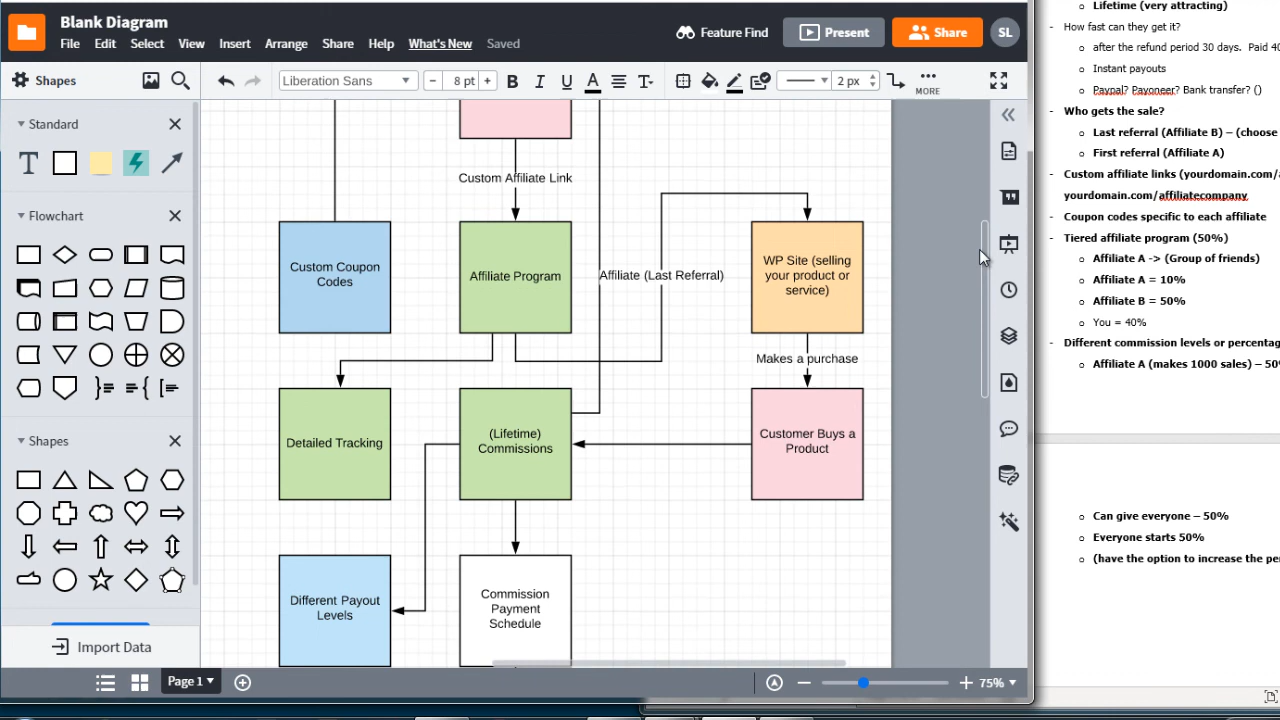 Blank Diagram
File Edit Select View Insert Arrange Share Help What's New Saved
Feature Find
Present
Share
SL
Shapes
Liberation Sans
8 pt
2 px
MORE
Standard
T
Flowchart
Shapes
Import Data
Custom Affiliate Link
Custom Coupon
Codes
Affiliate Program
Affiliate (Last Referral)
WP Site (selling
your product or
service)
Makes a purchase
Detailed Tracking
(Lifetime)
Commissions
Customer Buys a
Product
Different Payout
Levels
Commission
Payment
Schedule
Page 1
75%
o Lifetime (very attracting)
- How fast can they get it?
o after the refund period 30 days. Paid 40
o Instant payouts
o Paypal? Payoneer? Bank transfer? ()
- Who gets the sale?
o Last referral (Affiliate B) – (choose
o First referral (Affiliate A)
- Custom affiliate links (yourdomain.com/a
yourdomain.com/affiliatecompany
- Coupon codes specific to each affiliate
- Tiered affiliate program (50%)
o Affiliate A -> (Group of friends)
o Affiliate A = 10%
o Affiliate B = 50%
o You = 40%
- Different commission levels or percentag
o Affiliate A (makes 1000 sales) – 50%
o Can give everyone – 50%
o Everyone starts 50%
o (have the option to increase the per